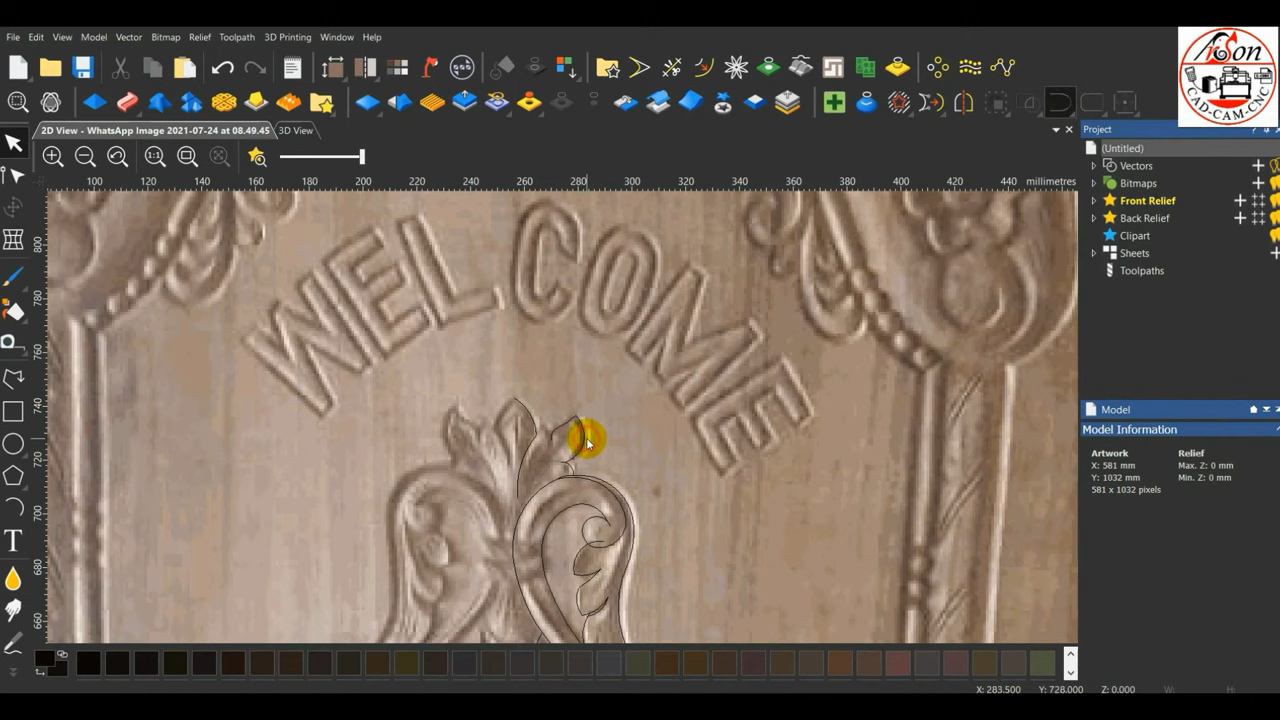 File Edit View Model Vector Bitmap Relief Toolpath 3D Printing Window Help
ArtSon
CAD-CAM-CNC
2D View - WhatsApp Image 2021-07-24 at 08.49.45
3D View
Project
(Untitled)
Vectors
Bitmaps
Front Relief
Back Relief
Clipart
Sheets
Toolpaths
100 120 140 160 180 200 220 240 260 280 300 320 340 360 380 400 420 440 millimetres
800
780
760
740
720
700
680
660
WELCOME
Model
Model Information
Artwork Relief
X: 581 mm Max. Z: 0 mm
Y: 1032 mm Min. Z: 0 mm
581 x 1032 pixels
X: 283.500 Y: 728.000 Z: 0.000 W: H: